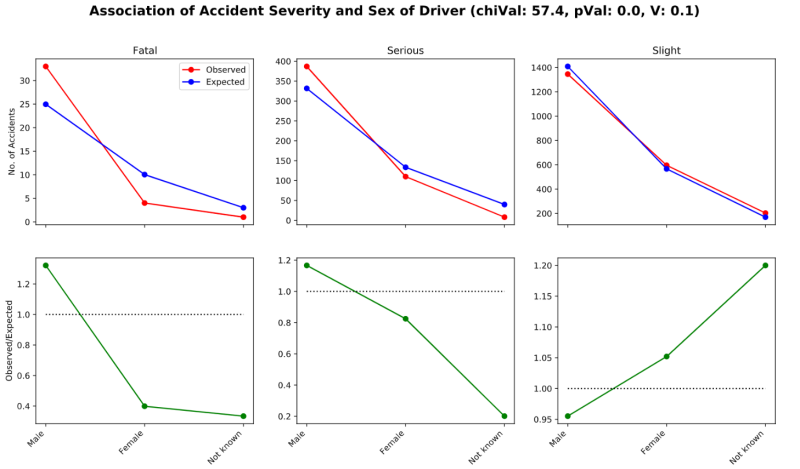 Association of Accident Severity and Sex of Driver (chiVal: 57.4, pVal: 0.0, V: 0.1)
Fatal
Serious
Slight
No. of Accidents
30
25
20
15
10
5
0
Observed
Expected
400
350
300
250
200
150
100
50
0
1400
1200
1000
800
600
400
200
Observed/Expected
1.2
1.0
0.8
0.6
0.4
Male
Female
Not known
1.2
1.0
0.8
0.6
0.4
0.2
Male
Female
Not known
1.20
1.15
1.10
1.05
1.00
0.95
Male
Female
Not known